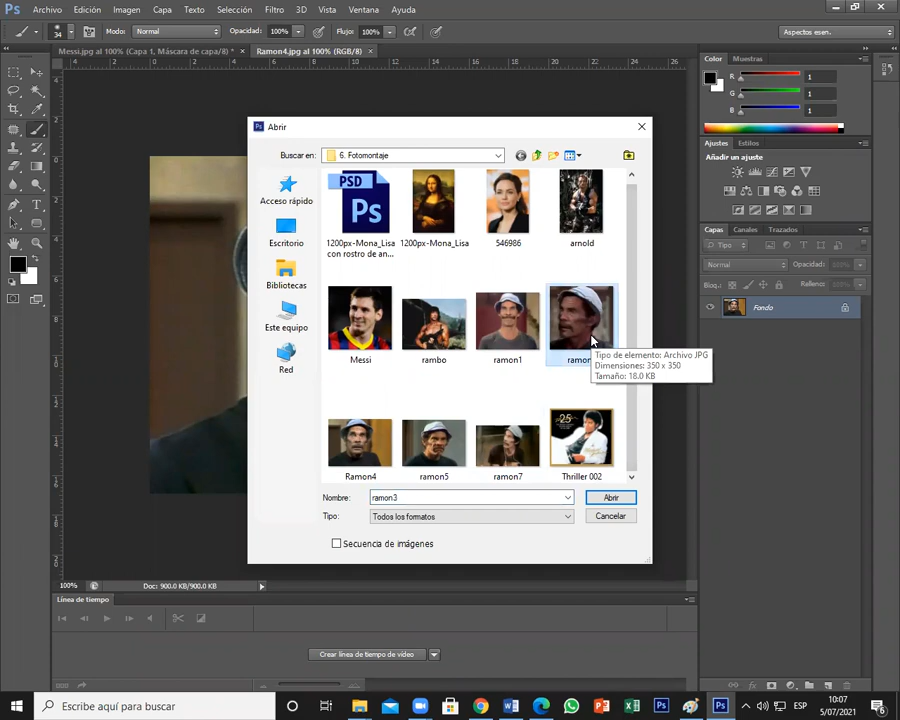 Ps Archivo Edición Imagen Capa Texto Selección Filtro 3D Vista Ventana Ayuda
34 Modo: Normal Opacidad: 100% Flujo: 100% Aspectos esen.
Messi.jpg al 100% (Capa 1, Máscara de capa/8) * × Ramon4.jpg al 100% (RGB/8) ×
Color Muestras
R 1
G 1
B 1
Ajustes Estilos
Añadir un ajuste
Capas Canales Trazados
Tipo
Normal Opacidad:
Bloq.: Relleno:
Fondo
Abrir
Buscar en: 6. Fotomontaje
Acceso rápido
Escritorio
Bibliotecas
Este equipo
Red
PSD
Ps
1200px-Mona_Lisa con rostro de an... 1200px-Mona_Lisa 546986 arnold
Messi rambo ramon1 ramon
Tipo de elemento: Archivo JPG
Dimensiones: 350 x 350
Tamaño: 18.0 KB
25
Ramon4 ramon5 ramon7 Thriller 002
Nombre: ramon3 Abrir
Tipo: Todos los formatos Cancelar
Secuencia de imágenes
100% Doc: 900.0 KB/900.0 KB
Línea de tiempo
Crear línea de tiempo de vídeo
Escribe aquí para buscar
ESP
10:07
5/07/2021
6